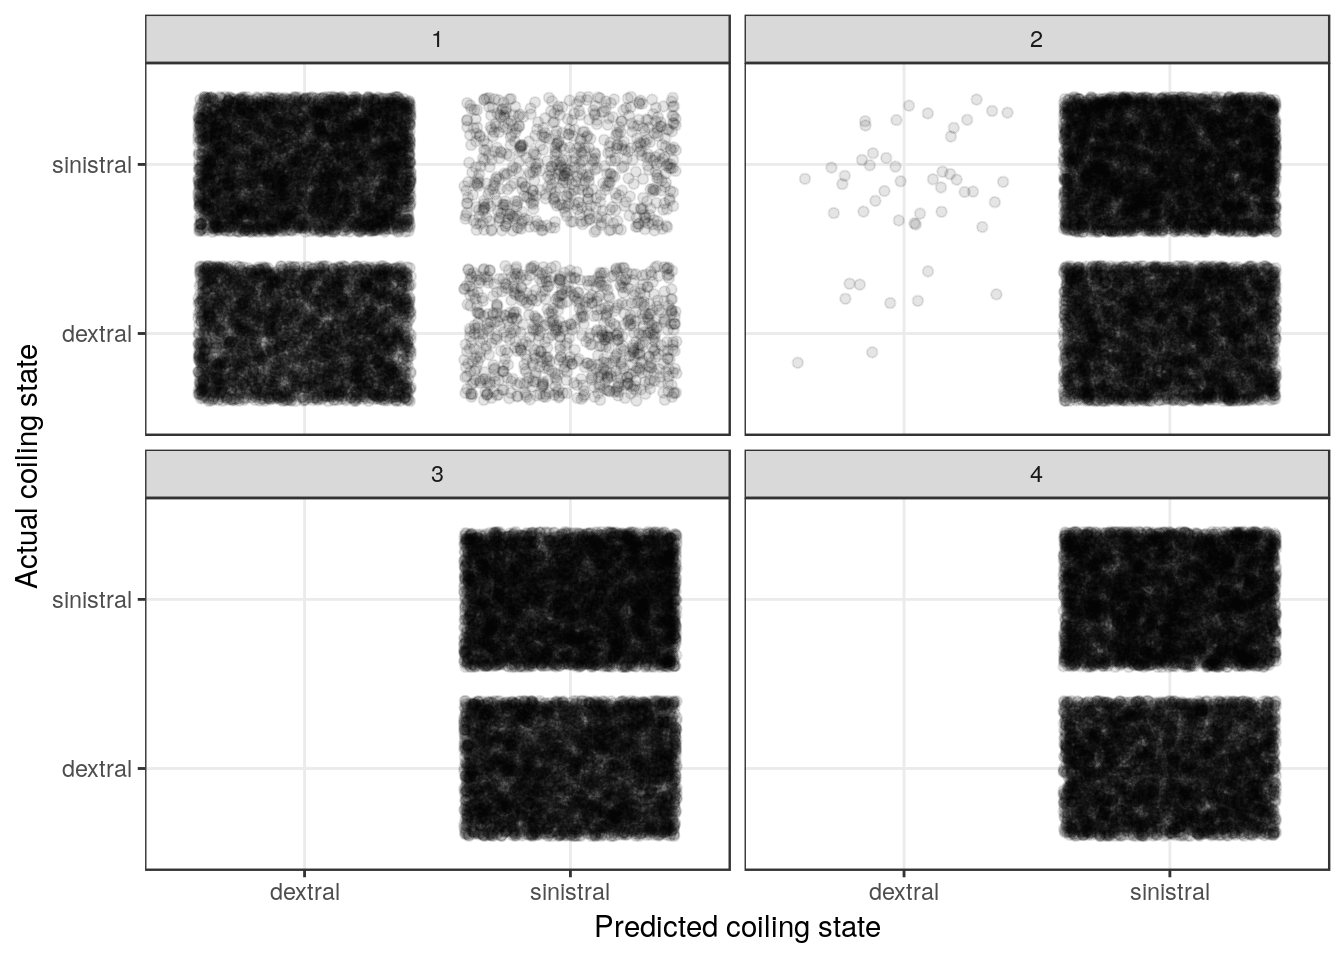 1
2
sinistral
dextral
3
4
sinistral
dextral
Actual coiling state
dextral
sinistral
dextral
sinistral
Predicted coiling state